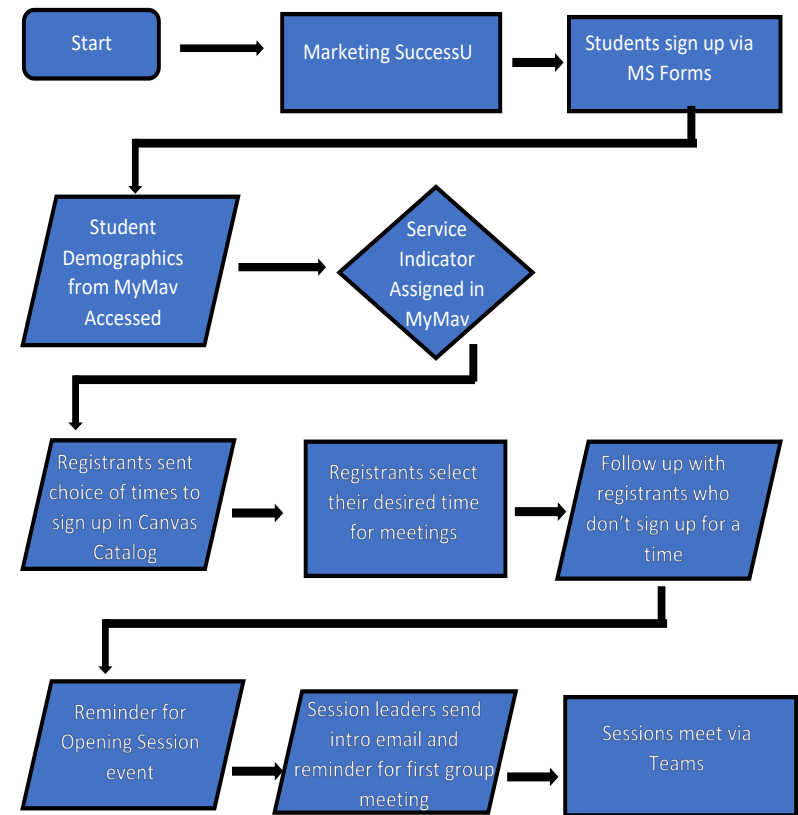 Start
Marketing SuccessU
Students sign up via
MS Forms
Student
Demographics
from MyMav
Accessed
Service
Indicator
Assigned in
MyMav
Registrants sent
choice of times to
sign up in Canvas
Catalog
Registrants select
their desired time
for meetings
Follow up with
registrants who
don’t sign up for a
time
Reminder for
Opening Session
event
Session leaders send
intro email and
reminder for first group
meeting
Sessions meet via
Teams